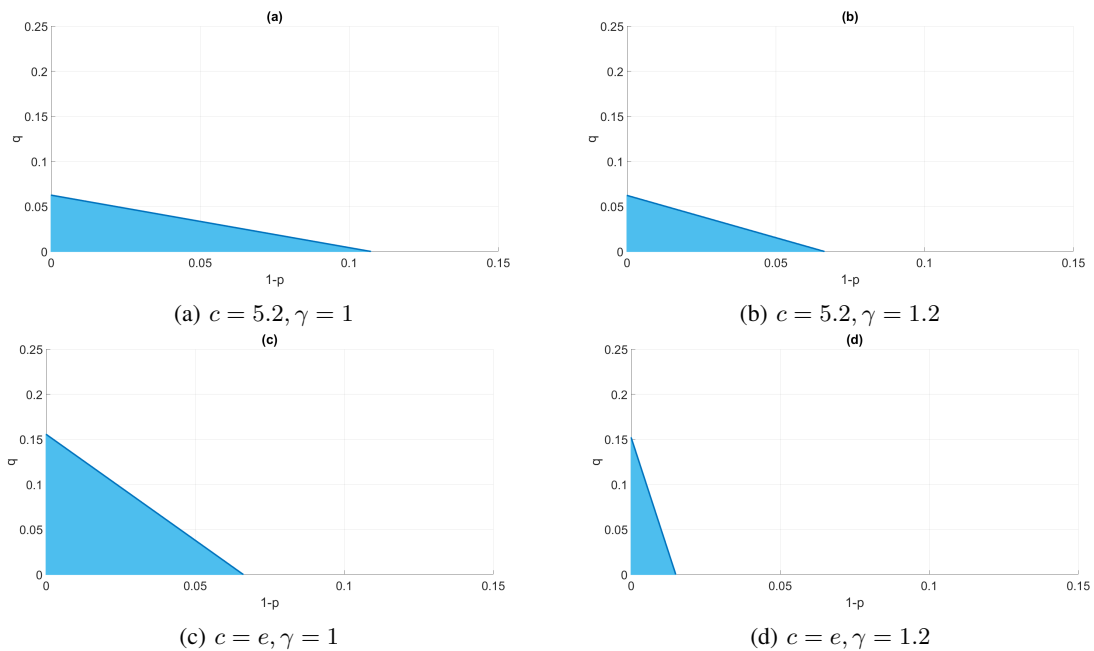 (a)
0.25
0.2
0.15
0.1
0.05
0
q
0 0.05 0.1 0.15
1-p
(a) c = 5.2, γ = 1
(b)
0.25
0.2
0.15
0.1
0.05
0
q
0 0.05 0.1 0.15
1-p
(b) c = 5.2, γ = 1.2
(c)
0.25
0.2
0.15
0.1
0.05
0
q
0 0.05 0.1 0.15
1-p
(c) c = e, γ = 1
(d)
0.25
0.2
0.15
0.1
0.05
0
q
0 0.05 0.1 0.15
1-p
(d) c = e, γ = 1.2